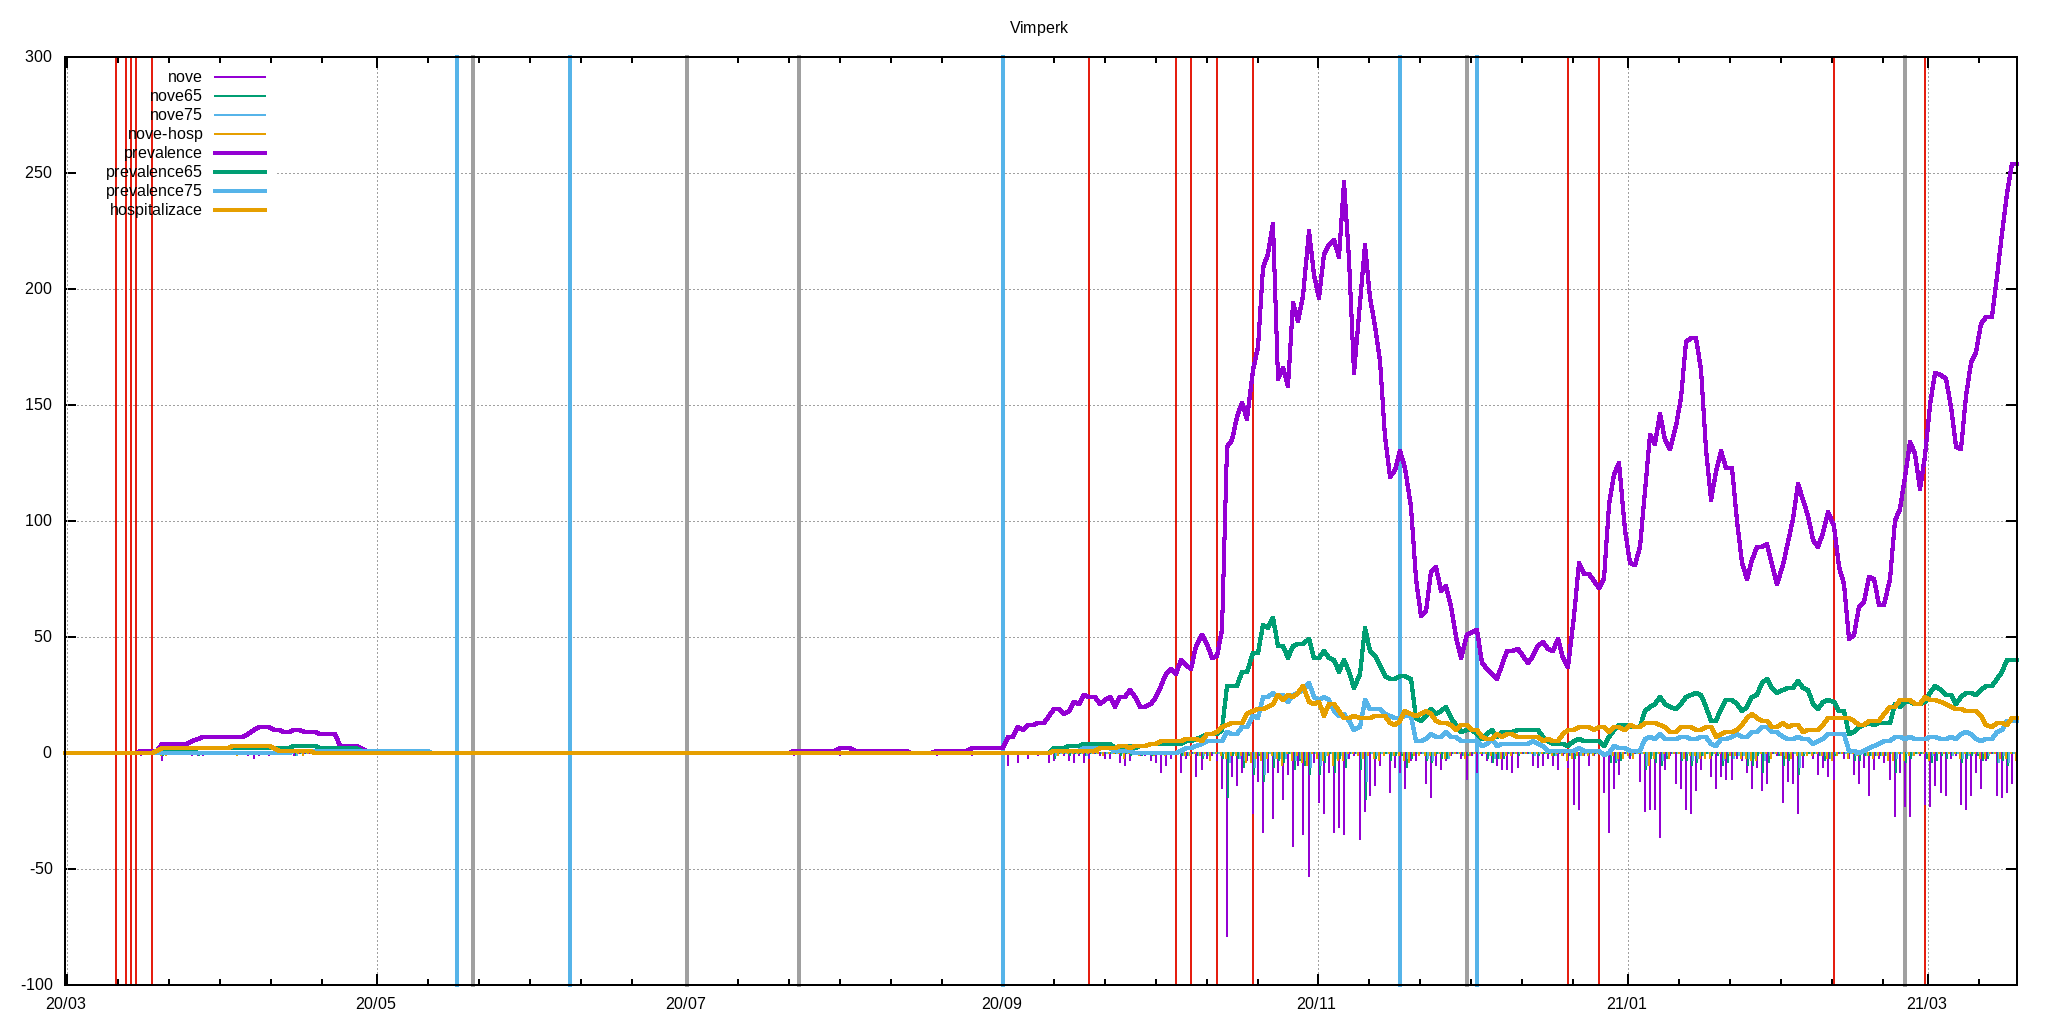 Vimperk
300
250
200
150
100
50
0
-50
-100
nove
nove65
nove75
nove-hosp
prevalence
prevalence65
prevalence75
hospitalizace
20/03 20/05 20/07 20/09 20/11 21/01 21/03